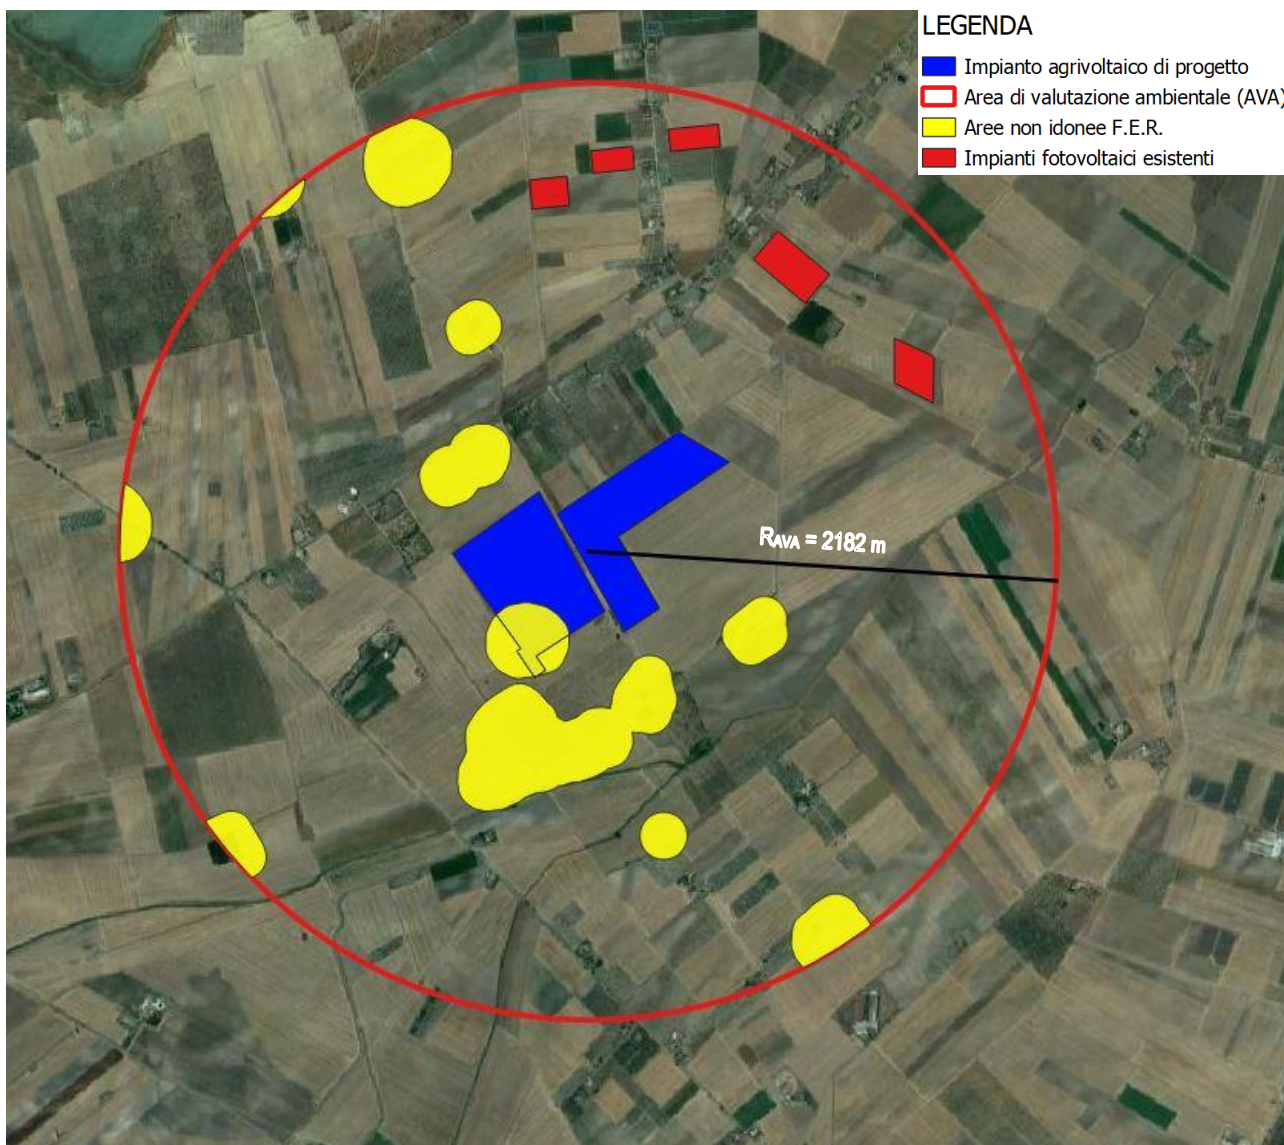 LEGENDA
Impianto agrivoltaico di progetto
Area di valutazione ambientale (AVA)
Aree non idonee F.E.R.
Impianti fotovoltaici esistenti
RAVA = 2182 m